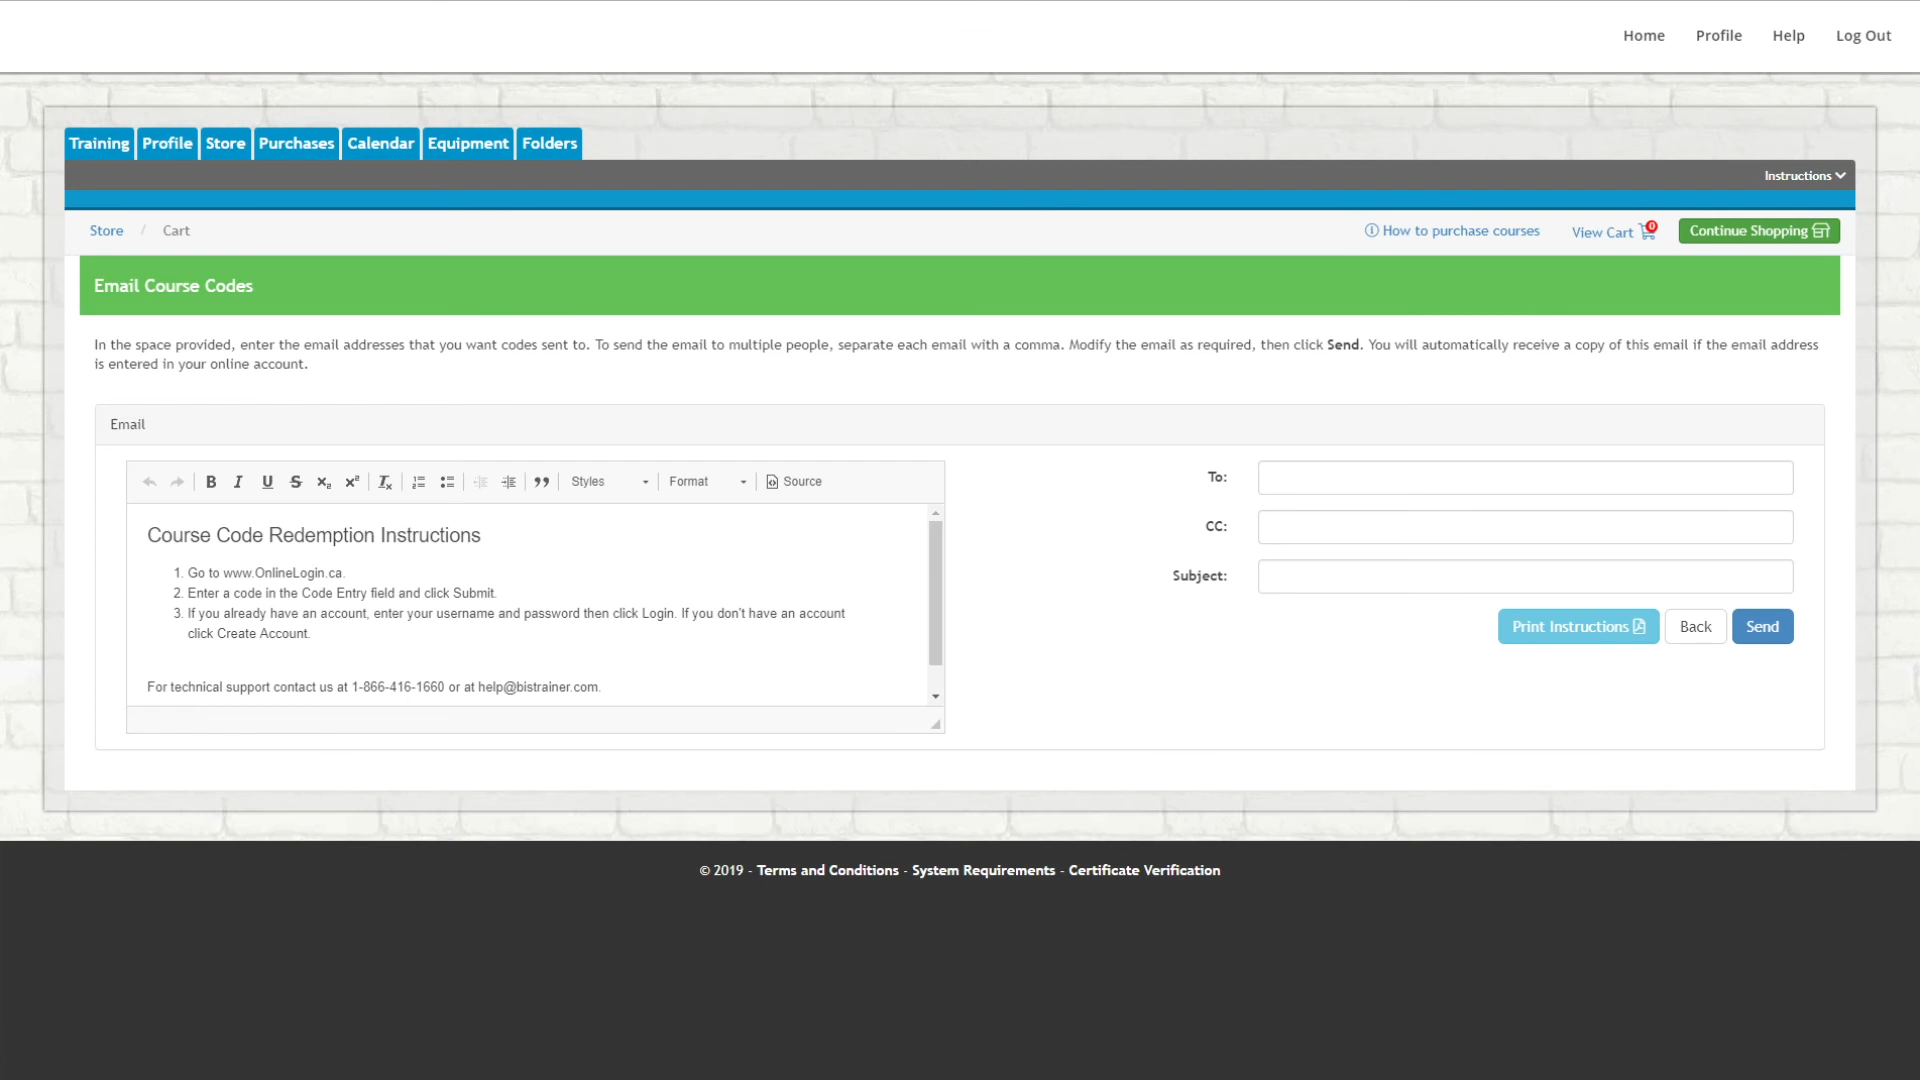 Home Profile Help Log Out
Training Profile Store Purchases Calendar Equipment Folders
Instructions
Store / Cart How to purchase courses View Cart 0 Continue Shopping
Email Course Codes
In the space provided, enter the email addresses that you want codes sent to. To send the email to multiple people, separate each email with a comma. Modify the email as required, then click Send. You will automatically receive a copy of this email if the email address
is entered in your online account.
Email
Styles Format Source
Course Code Redemption Instructions
1. Go to www.OnlineLogin.ca.
2. Enter a code in the Code Entry field and click Submit.
3. If you already have an account, enter your username and password then click Login. If you don't have an account
click Create Account.
For technical support contact us at 1-866-416-1660 or at help@bistrainer.com.
To:
CC:
Subject:
Print Instructions Back Send
© 2019 - Terms and Conditions - System Requirements - Certificate Verification